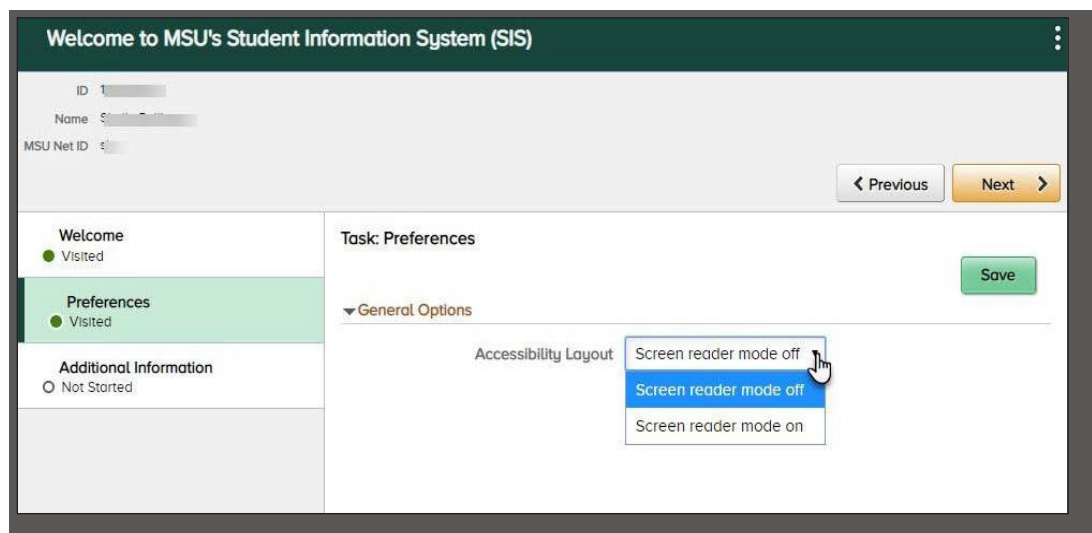 Welcome to MSU's Student Information System (SIS)
ID 1
Name
MSU Net ID
Previous
Next
Welcome
Visited
Preferences
Visited
Additional Information
Not Started
Task: Preferences
Save
General Options
Accessibility Layout Screen reader mode off
Screen reader mode off
Screen reader mode on